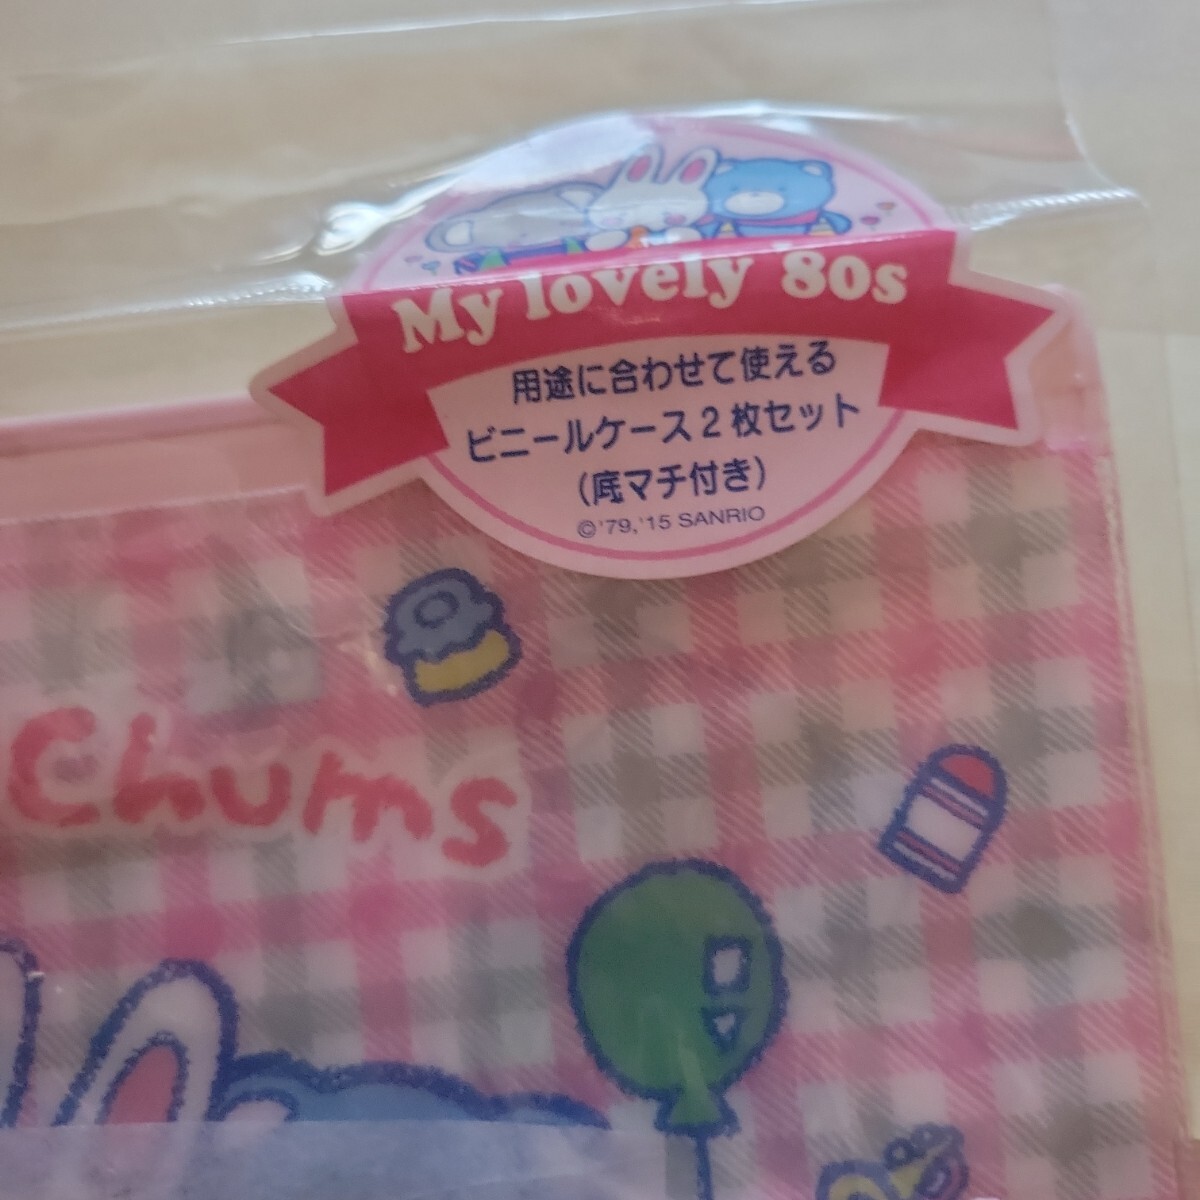 My lovely '80s
用途に合わせて使える
ビニールケース2枚セット
(底マチ付き)
©'79,'15 SANRIO
Chums